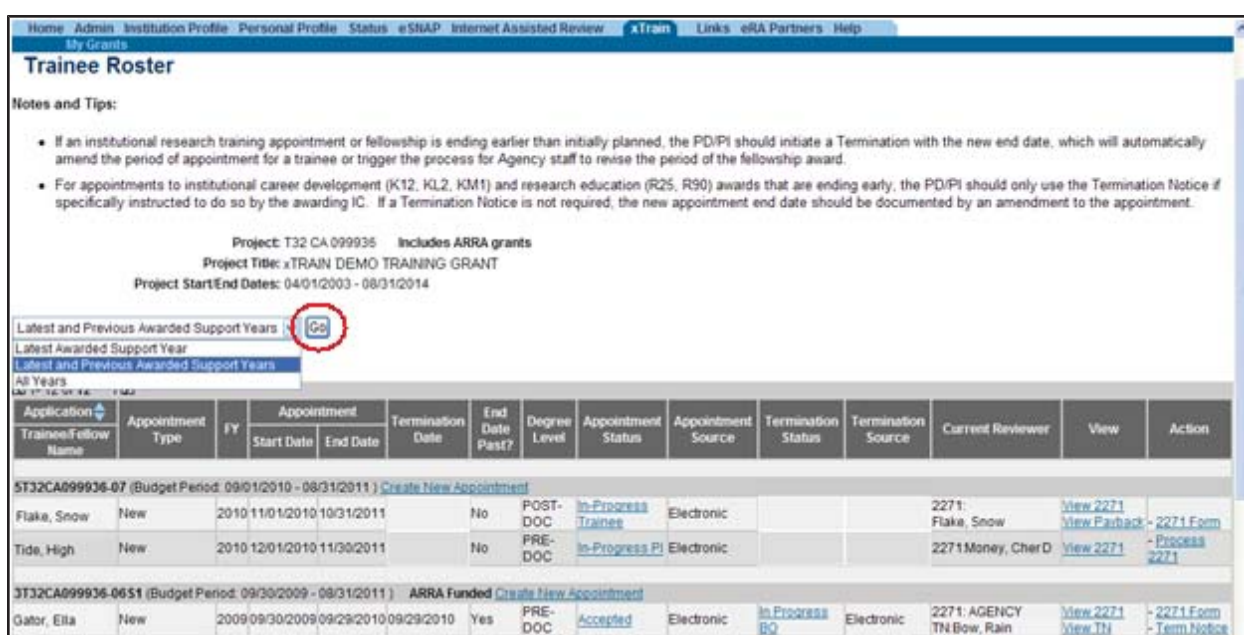 Home Admin Institution Profile Personal Profile Status eSNAP Internet Assisted Review xTrain Links eRA Partners Help
My Grants
Trainee Roster
Notes and Tips:
• If an institutional research training appointment or fellowship is ending earlier than initially planned, the PD/PI should initiate a Termination with the new end date, which will automatically
amend the period of appointment for a trainee or trigger the process for Agency staff to revise the period of the fellowship award.
• For appointments to institutional career development (K12, KL2, KM1) and research education (R25, R90) awards that are ending early, the PD/PI should only use the Termination Notice if
specifically instructed to do so by the awarding IC. If a Termination Notice is not required, the new appointment end date should be documented by an amendment to the appointment.
Project: T32 CA 099936 Includes ARRA grants
Project Title: xTRAIN DEMO TRAINING GRANT
Project Start/End Dates: 04/01/2003 - 08/31/2014
Latest and Previous Awarded Support Years Go
Latest Awarded Support Year
Latest and Previous Awarded Support Years
All Years
Application Appointment Type FY Appointment Termination Date End Date Past? Degree Level Appointment Status Appointment Source Termination Status Termination Source Current Reviewer View Action
Trainee/Fellow Name Start Date End Date
5T32CA099936-07 (Budget Period: 09/01/2010 - 08/31/2011 ) Create New Appointment
Flake, Snow New 2010 11/01/2010 10/31/2011 No POST-DOC In-Progress Trainee Electronic 2271: Flake, Snow View 2271 View Payback - 2271 Form
Tide, High New 2010 12/01/2010 11/30/2011 No PRE-DOC In-Progress PI Electronic 2271:Money, Cher D View 2271 - Process 2271
3T32CA099936-06S1 (Budget Period: 09/30/2009 - 08/31/2011 ) ARRA Funded Create New Appointment
Gator, Ella New 2009 09/30/2009 09/29/2010 09/29/2010 Yes PRE-DOC Accepted Electronic In Progress BO Electronic 2271: AGENCY TN:Bow, Rain View 2271 View TN - 2271 Form - Term Notice